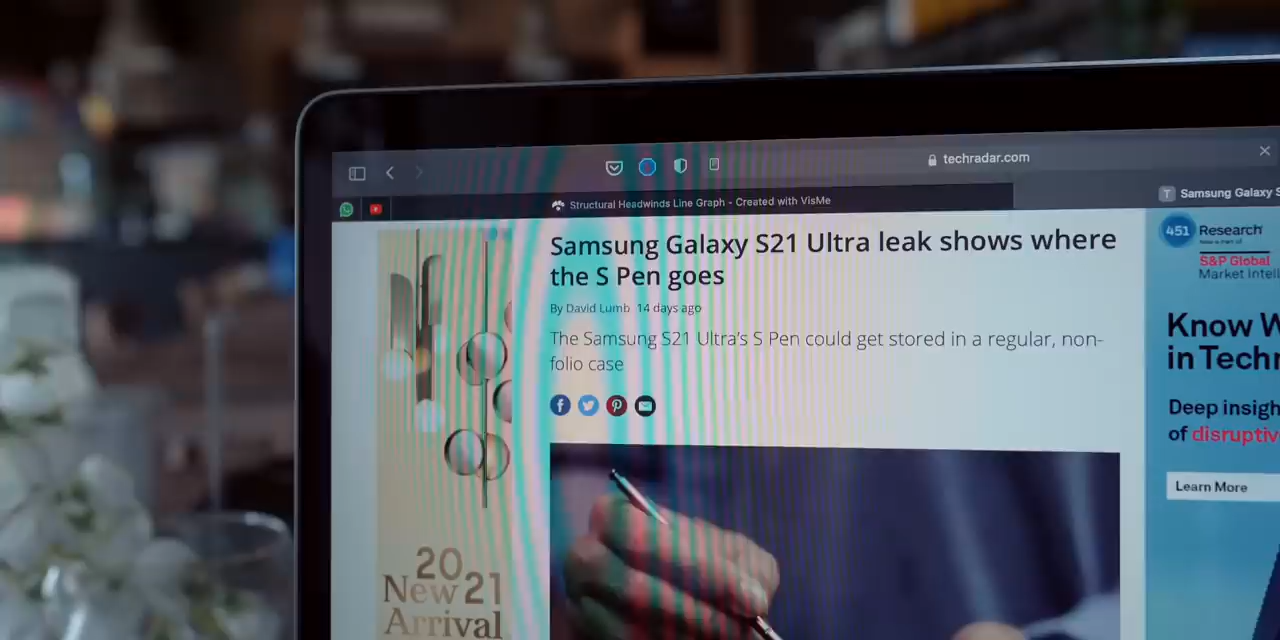 techradar.com
Structural Headwinds Line Graph - Created with VisMe
T Samsung Galaxy S
Samsung Galaxy S21 Ultra leak shows where
the S Pen goes
By David Lumb 14 days ago
The Samsung S21 Ultra's S Pen could get stored in a regular, non-
folio case
20
New 21
Arrival
451 Research
Now a part of
S&P Global
Market Intell
Know W
in Techn
Deep insigh
of disruptiv
Learn More